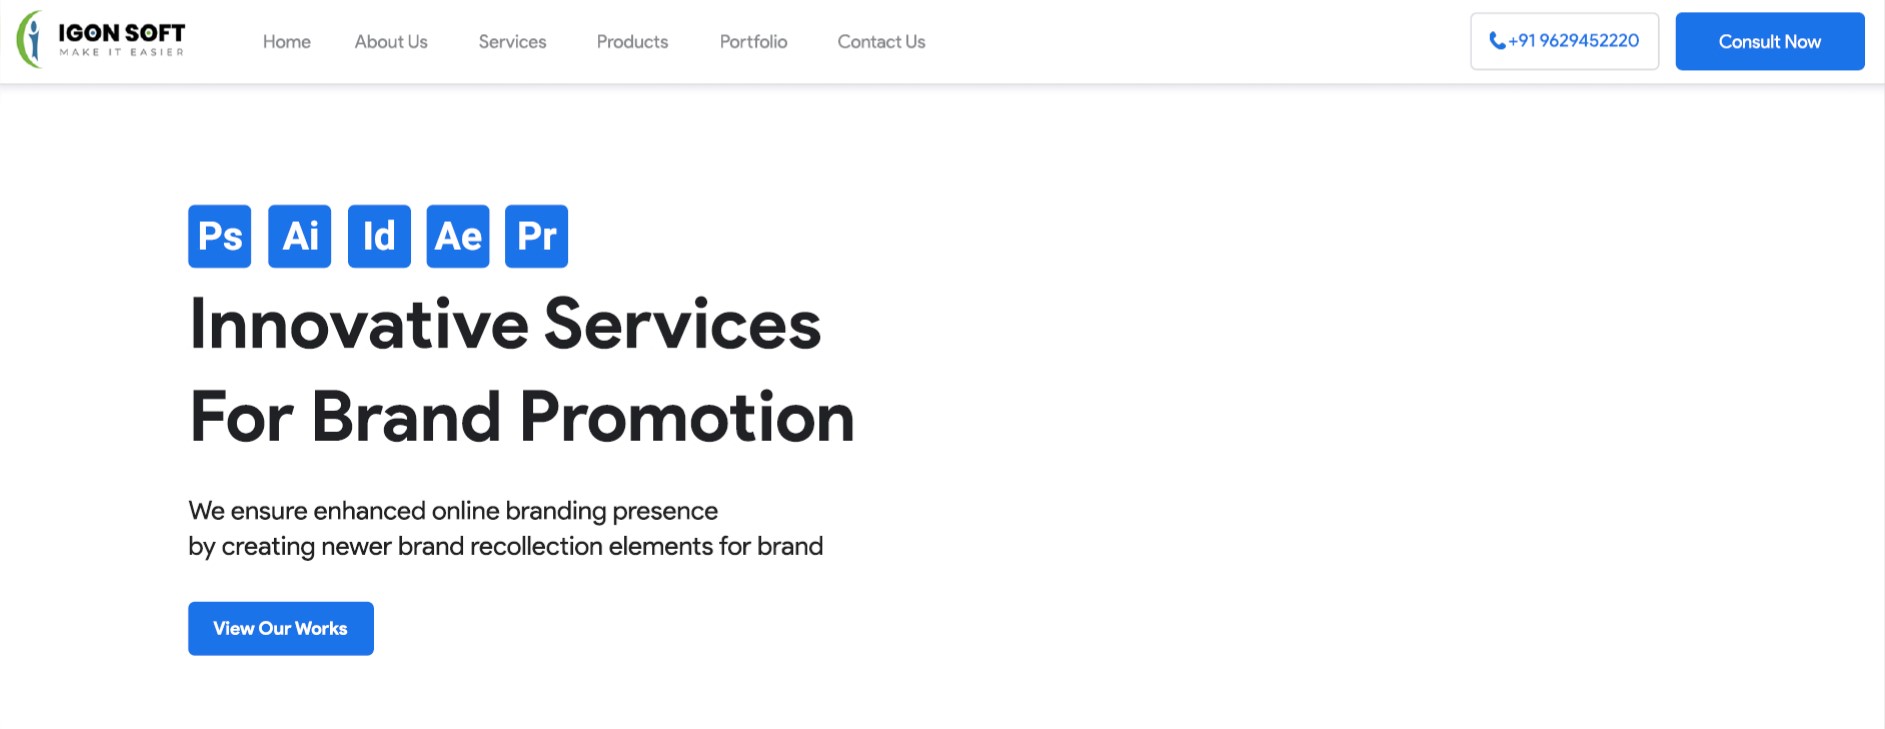 IGON SOFT
MAKE IT EASIER
Home
About Us
Services
Products
Portfolio
Contact Us
+91 9629452220
Consult Now
Ps
Ai
Id
Ae
Pr
Innovative Services
For Brand Promotion
We ensure enhanced online branding presence
by creating newer brand recollection elements for brand
View Our Works